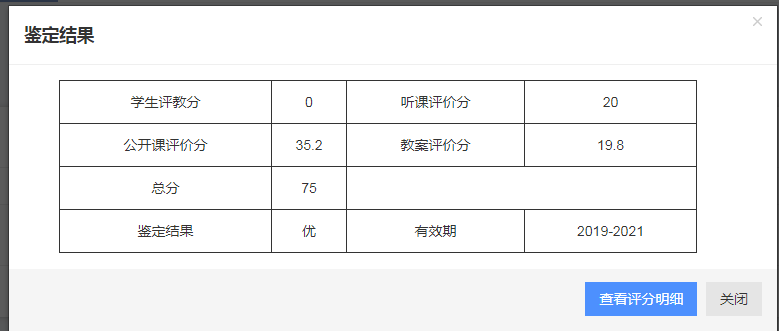 鉴定结果
×
学生评教分 0 听课评价分 20
公开课评价分 35.2 教案评价分 19.8
总分 75
鉴定结果 优 有效期 2019-2021
查看评分明细 关闭